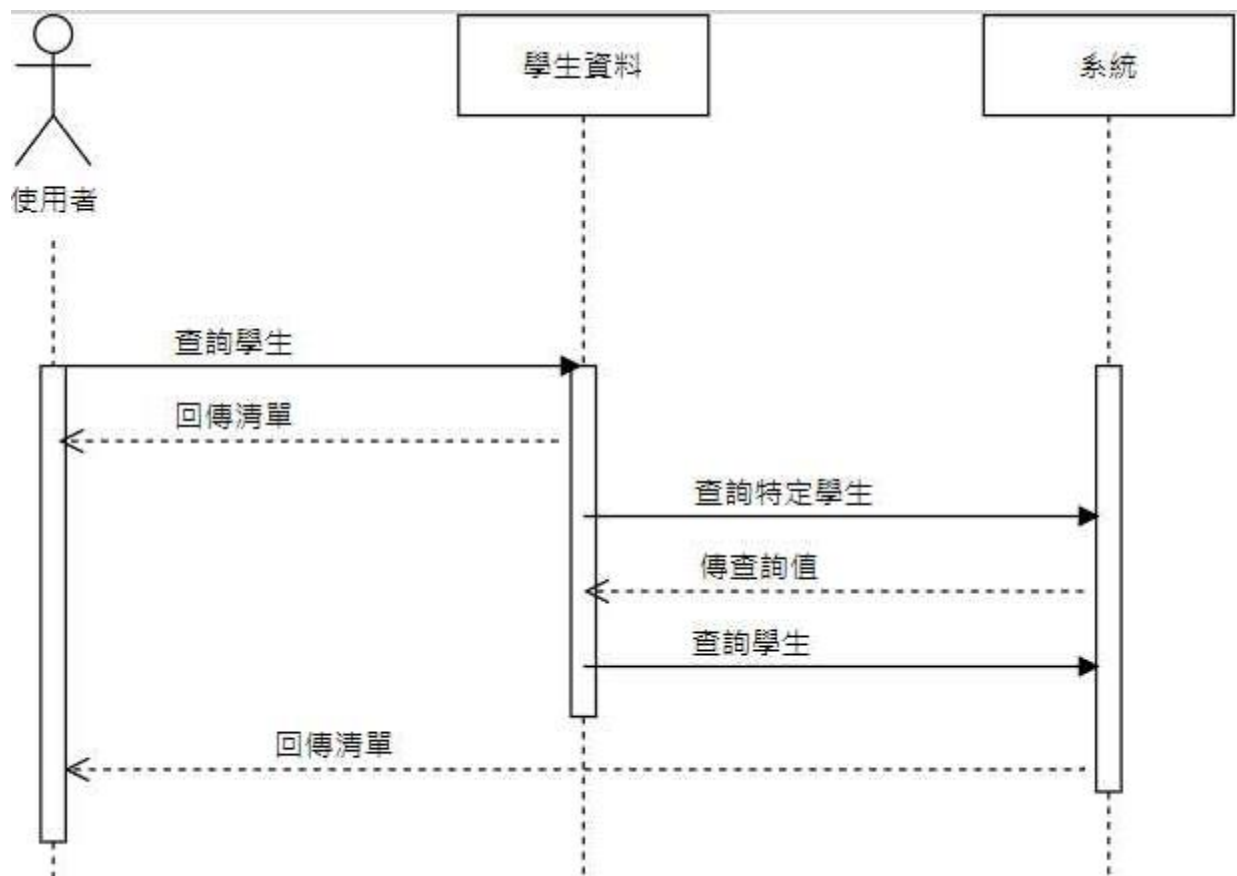 學生資料
系統
使用者
查詢學生
回傳清單
查詢特定學生
傳查詢值
查詢學生
回傳清單